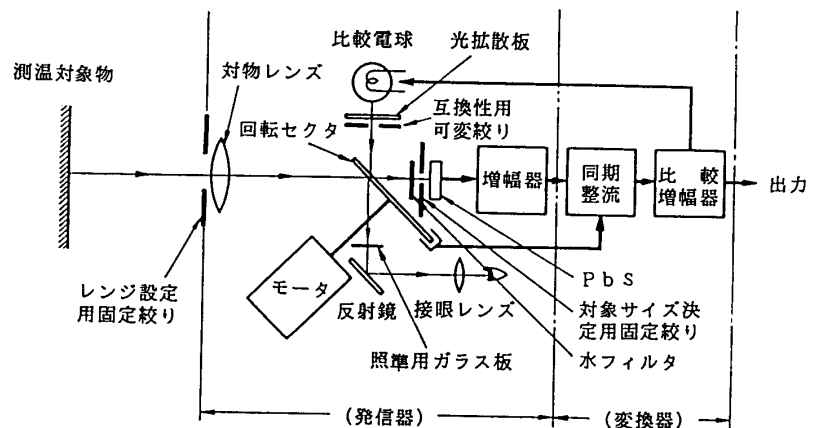 比較電球
光拡散板
測温対象物
対物レンズ
互換性用
可変絞り
回転セクタ
増幅器
同期
整流
比較
増幅器
出力
モータ
反射鏡
接眼レンズ
PbS
レンジ設定
用固定絞り
対象サイズ決
定用固定絞り
照準用ガラス板
水フィルタ
(発信器)
(変換器)